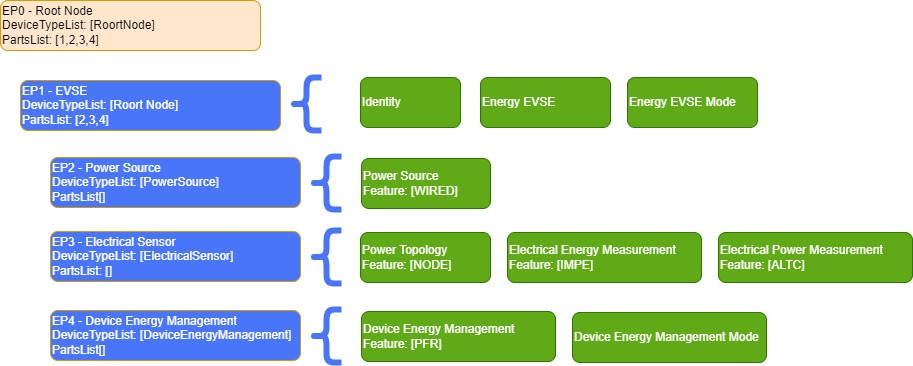 EP0 - Root Node
DeviceTypeList: [RoortNode]
PartsList: [1,2,3,4]
EP1 - EVSE
DeviceTypeList: [Roort Node]
PartsList: [2,3,4]
Identity
Energy EVSE
Energy EVSE Mode
EP2 - Power Source
DeviceTypeList: [PowerSource]
PartsList[]
Power Source
Feature: [WIRED]
EP3 - Electrical Sensor
DeviceTypeList: [ElectricalSensor]
PartsList: []
Power Topology
Feature: [NODE]
Electrical Energy Measurement
Feature: [IMPE]
Electrical Power Measurement
Feature: [ALTC]
EP4 - Device Energy Management
DeviceTypeList: [DeviceEnergyManagement]
PartsList[]
Device Energy Management
Feature: [PFR]
Device Energy Management Mode